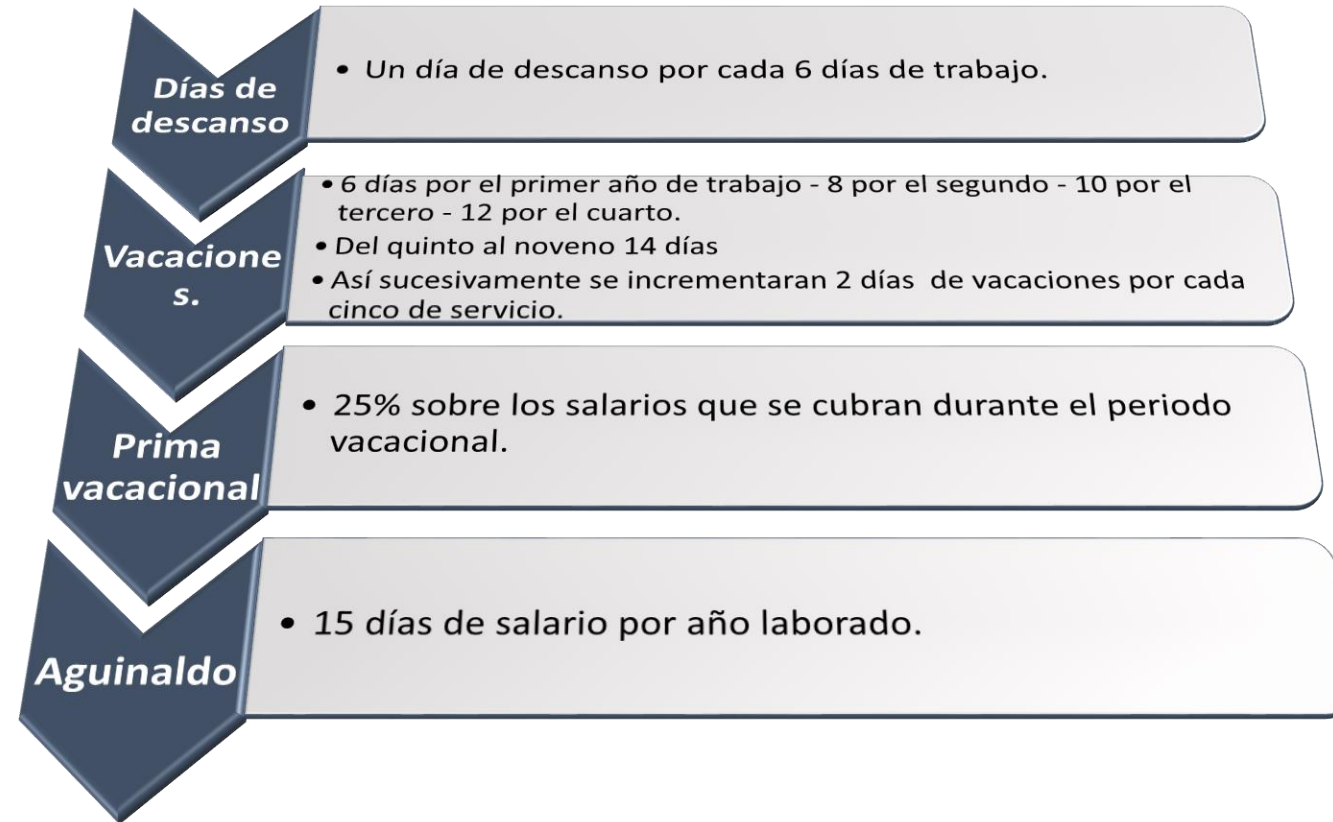 Días de
descanso
• Un día de descanso por cada 6 días de trabajo.
Vacacione
s.
• 6 días por el primer año de trabajo - 8 por el segundo - 10 por el
tercero - 12 por el cuarto.
• Del quinto al noveno 14 días
• Así sucesivamente se incrementaran 2 días de vacaciones por cada
cinco de servicio.
Prima
vacacional
• 25% sobre los salarios que se cubran durante el periodo
vacacional.
Aguinaldo
• 15 días de salario por año laborado.